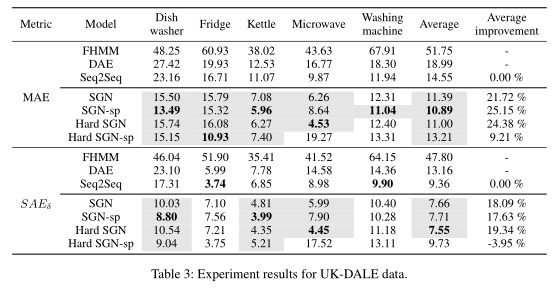 Metric Model Dish washer Fridge Kettle Microwave Washing machine Average Average improvement
FHMM 48.25 60.93 38.02 43.63 67.91 51.75 -
DAE 27.42 19.93 12.53 16.77 18.30 18.99 -
Seq2Seq 23.16 16.71 11.07 9.87 11.94 14.55 0.00 %
MAE SGN 15.50 15.79 7.08 6.26 12.31 11.39 21.72 %
SGN-sp 13.49 15.32 5.96 8.64 11.04 10.89 25.15 %
Hard SGN 15.74 16.08 6.27 4.53 12.40 11.00 24.38 %
Hard SGN-sp 15.15 10.93 7.40 19.27 13.31 13.21 9.21 %
FHMM 46.04 51.90 35.41 41.52 64.15 47.80 -
DAE 23.10 5.99 7.78 14.58 14.36 13.16 -
Seq2Seq 17.31 3.74 6.85 8.98 9.90 9.36 0.00 %
SAEδ SGN 10.03 7.10 4.81 5.99 10.40 7.66 18.09 %
SGN-sp 8.80 7.56 3.99 7.90 10.28 7.71 17.63 %
Hard SGN 10.54 7.21 4.35 4.45 11.18 7.55 19.34 %
Hard SGN-sp 9.04 3.75 5.21 17.52 13.11 9.73 -3.95 %
Table 3: Experiment results for UK-DALE data.